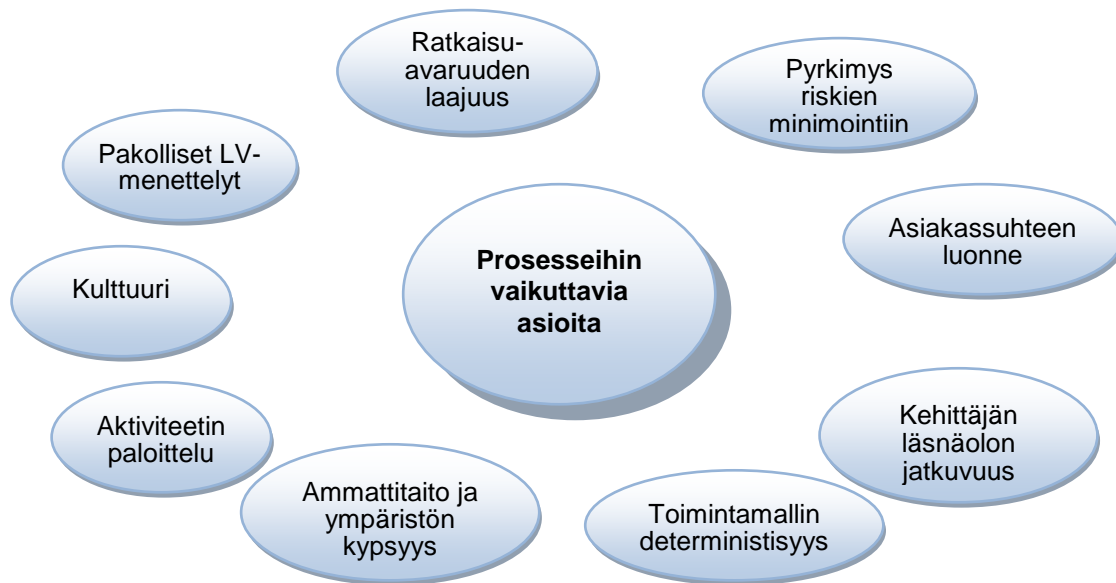 Ratkaisu-
avaruuden
laajuus
Pyrkimys
riskien
minimointiin
Pakolliset LV-
menettelyt
Asiakassuhteen
luonne
Prosesseihin
vaikuttavia
asioita
Kulttuuri
Kehittäjän
läsnäolon
jatkuvuus
Aktiviteetin
paloittelu
Ammattitaito ja
ympäristön
kypsyys
Toimintamallin
deterministisyys